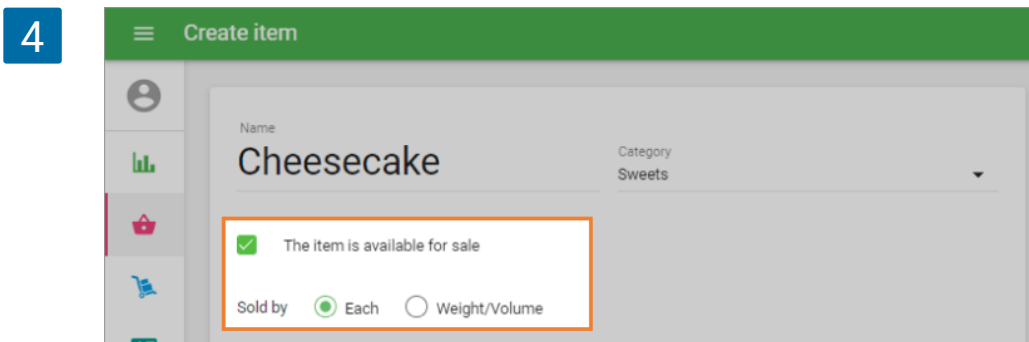 4
Create item
Name
Cheesecake
Category
Sweets
The item is available for sale
Sold by Each Weight/Volume